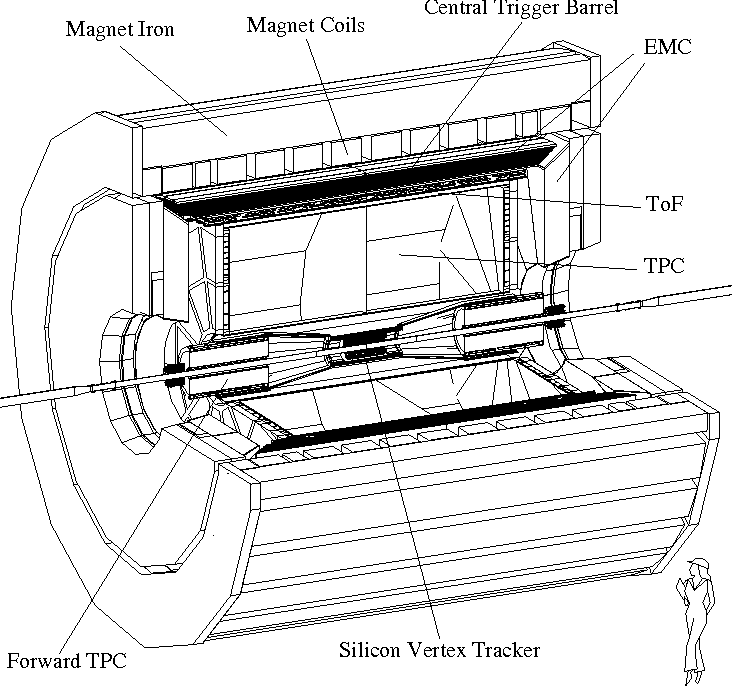 Central Trigger Barrel
Magnet Iron
Magnet Coils
EMC
ToF
TPC
Silicon Vertex Tracker
Forward TPC